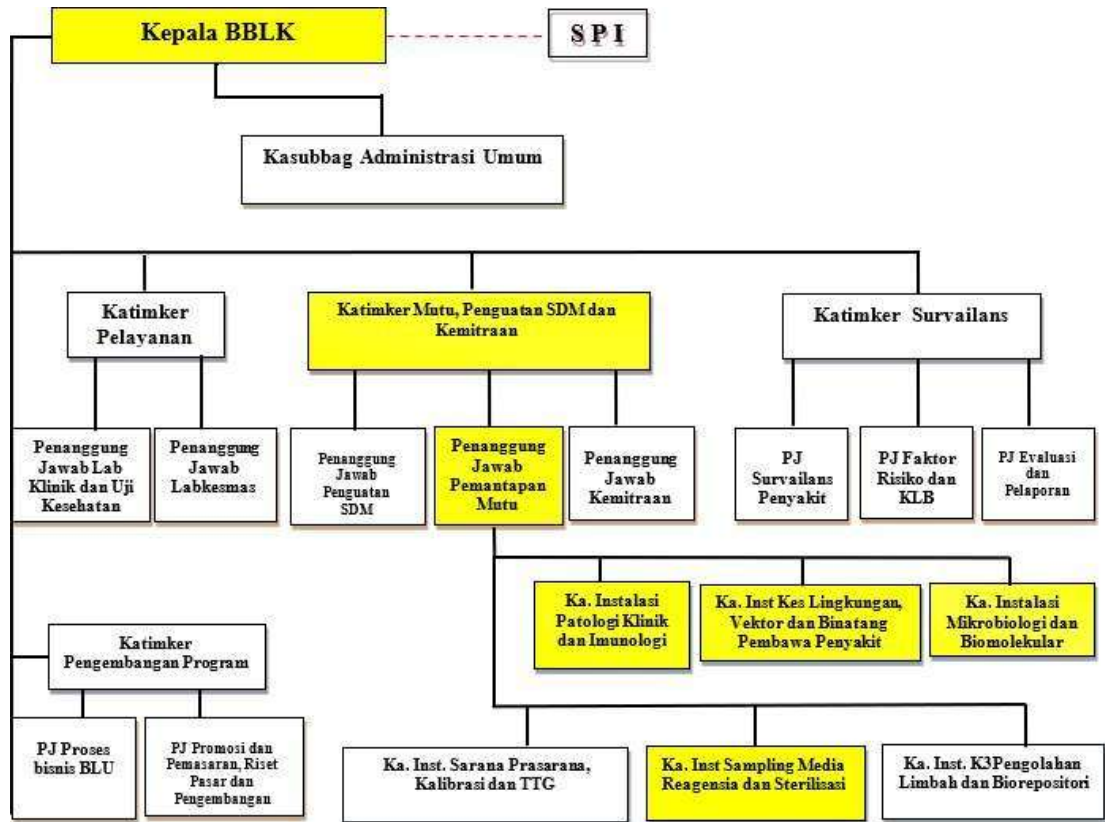 Kepala BBLK
S P I
Kasubbag Administrasi Umum
Katimker
Pelayanan
Katimker Mutu, Penguatan SDM dan
Kemitraan
Katimker Survailans
Penanggung
Jawab Lab
Klinik dan Uji
Kesehatan
Penanggung
Jawab
Labkesmas
Penanggung
Jawab
Penguatan
SDM
Penanggung
Jawab
Pemantapan
Mutu
Penanggung
Jawab
Kemitraan
PJ
Survailans
Penyakit
PJ Faktor
Risiko dan
KLB
PJ Evaluasi
dan
Pelaporan
Ka. Instalasi
Patologi Klinik
dan Imunologi
Ka. Inst Kes Lingkungan,
Vektor dan Binatang
Pembawa Penyakit
Ka. Instalasi
Mikrobiologi dan
Biomolekular
Katimker
Pengembangan Program
PJ Proses
bisnis BLU
PJ Promosi dan
Pemasaran, Riset
Pasar dan
Pengembangan
Ka. Inst. Sarana Prasarana,
Kalibrasi dan TTG
Ka. Inst Sampling Media
Reagensia dan Sterilisasi
Ka. Inst. K3Pengolahan
Limbah dan Biorepositori